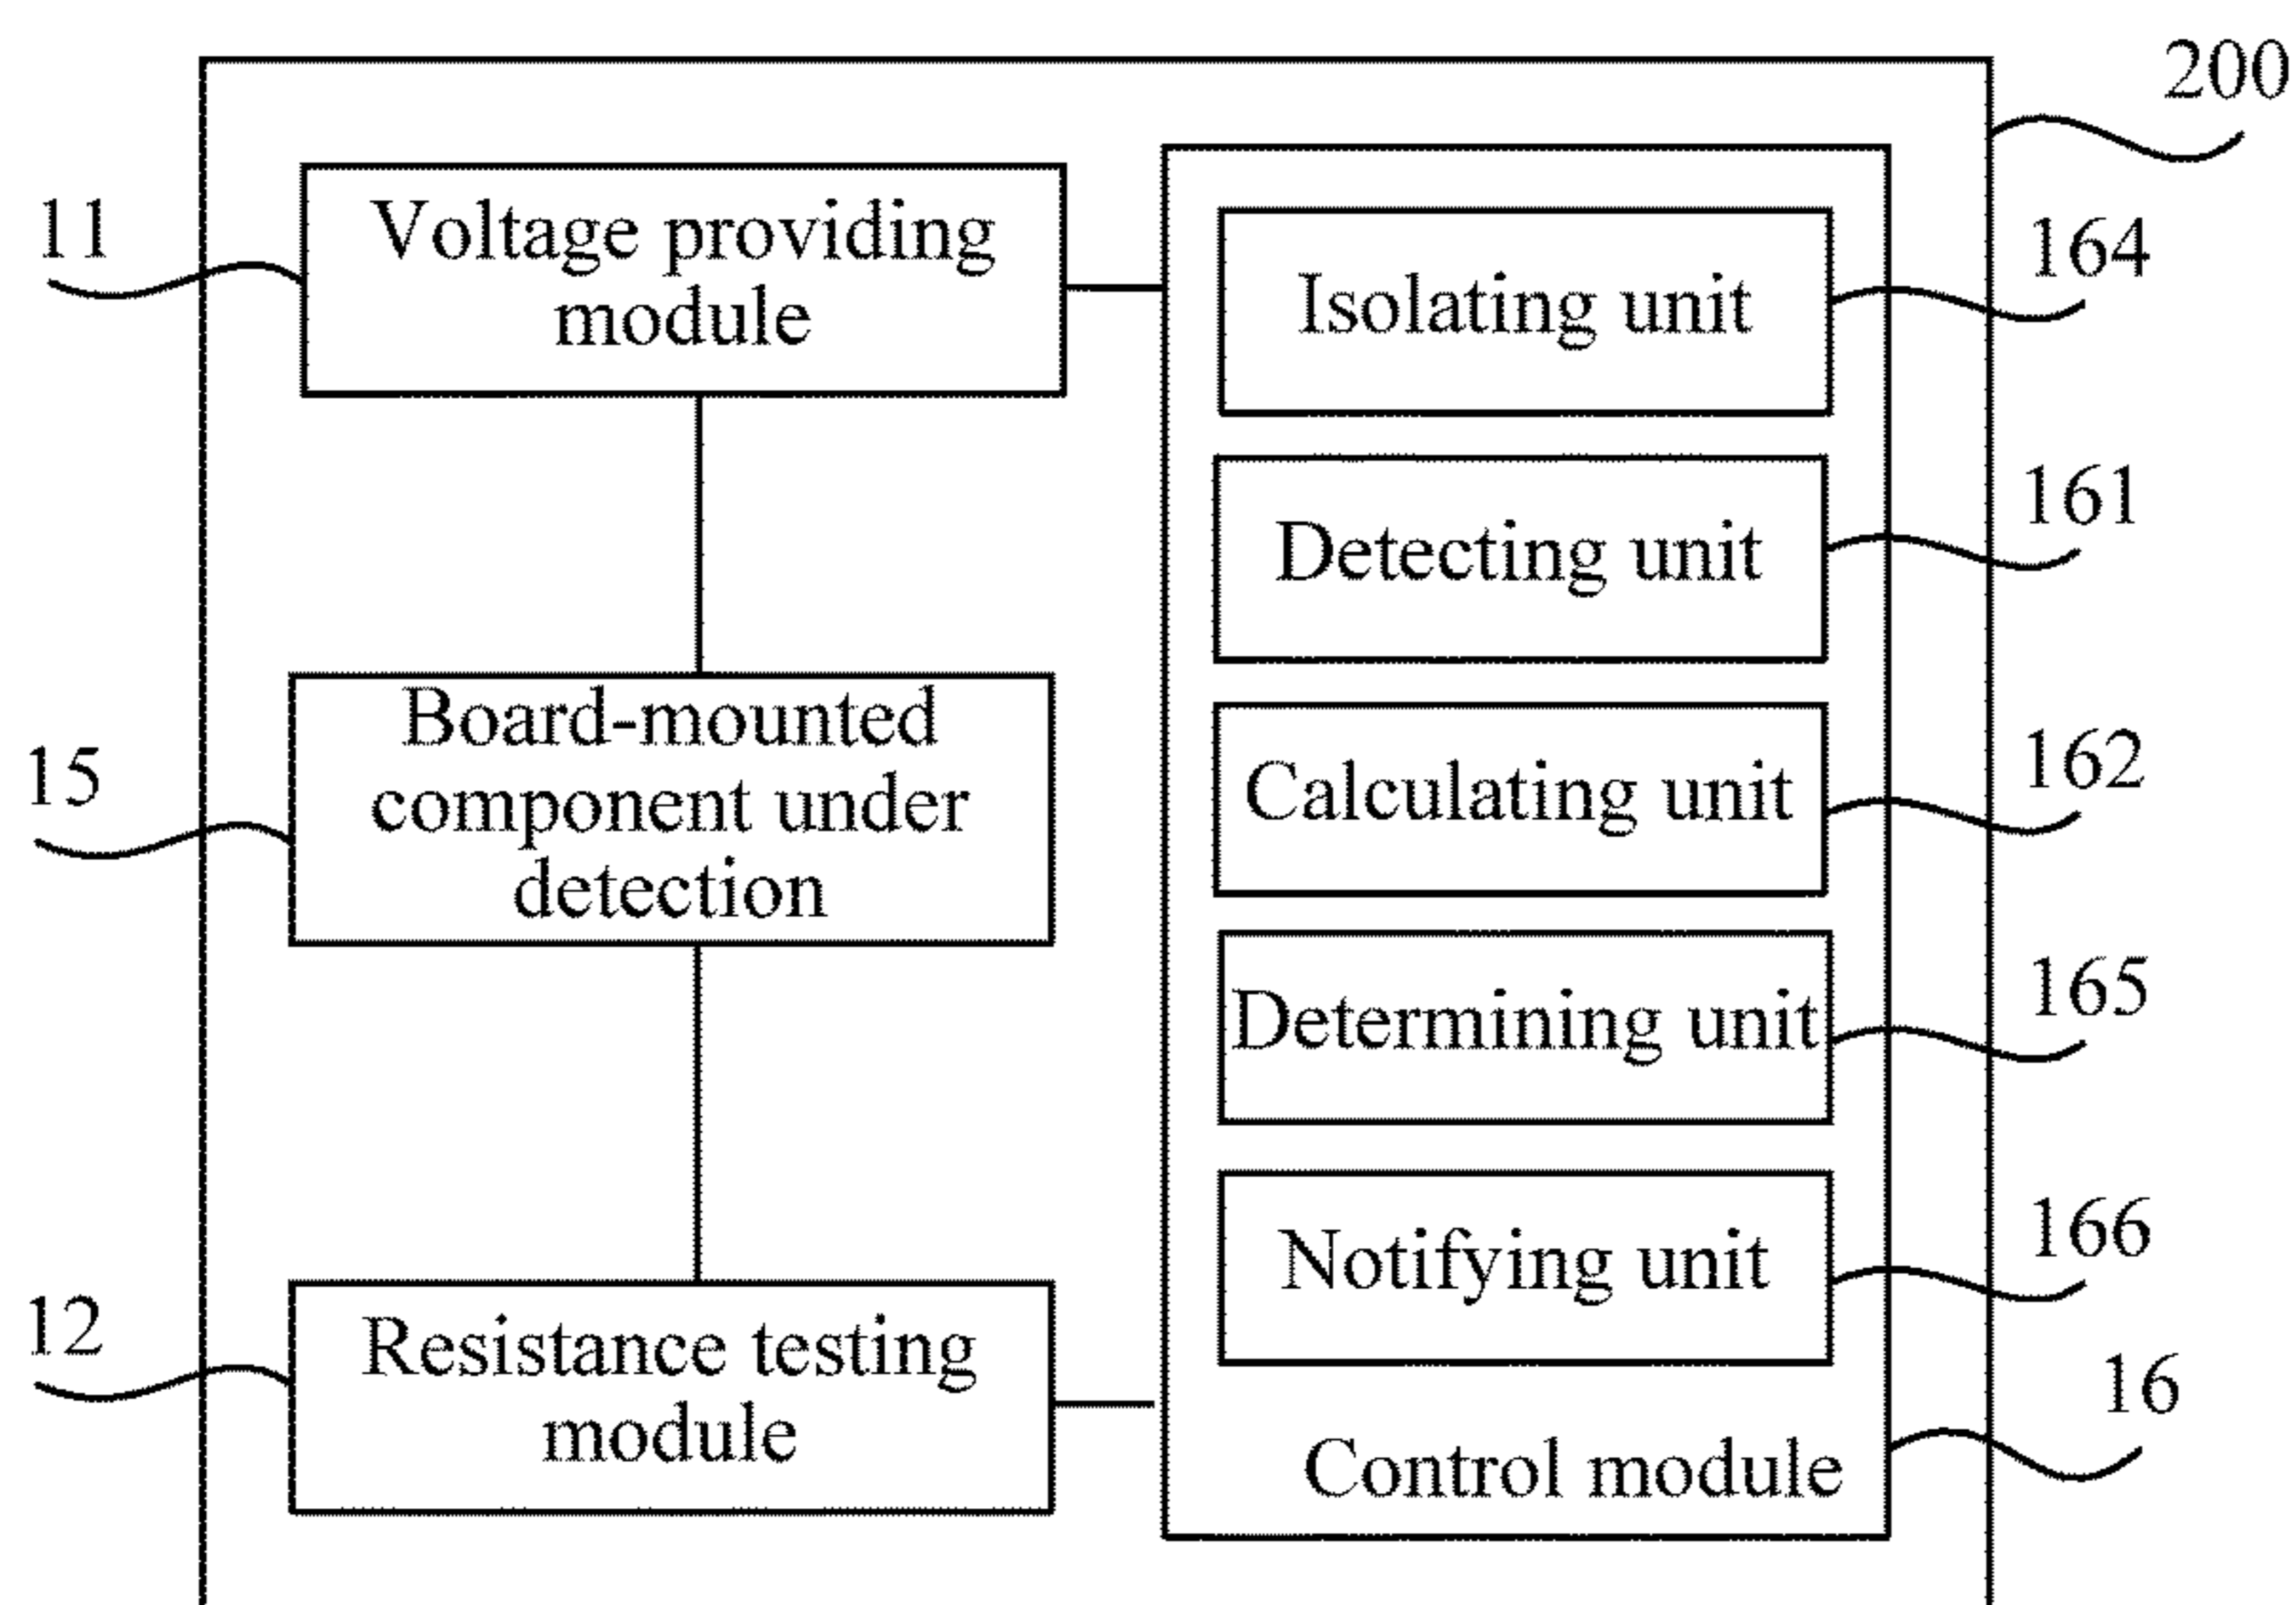 200
11
Voltage providing
module
Isolating unit
164
Detecting unit
161
15
Board-mounted
component under
detection
Calculating unit
162
Determining unit
165
12
Resistance testing
module
Notifying unit
166
Control module
16